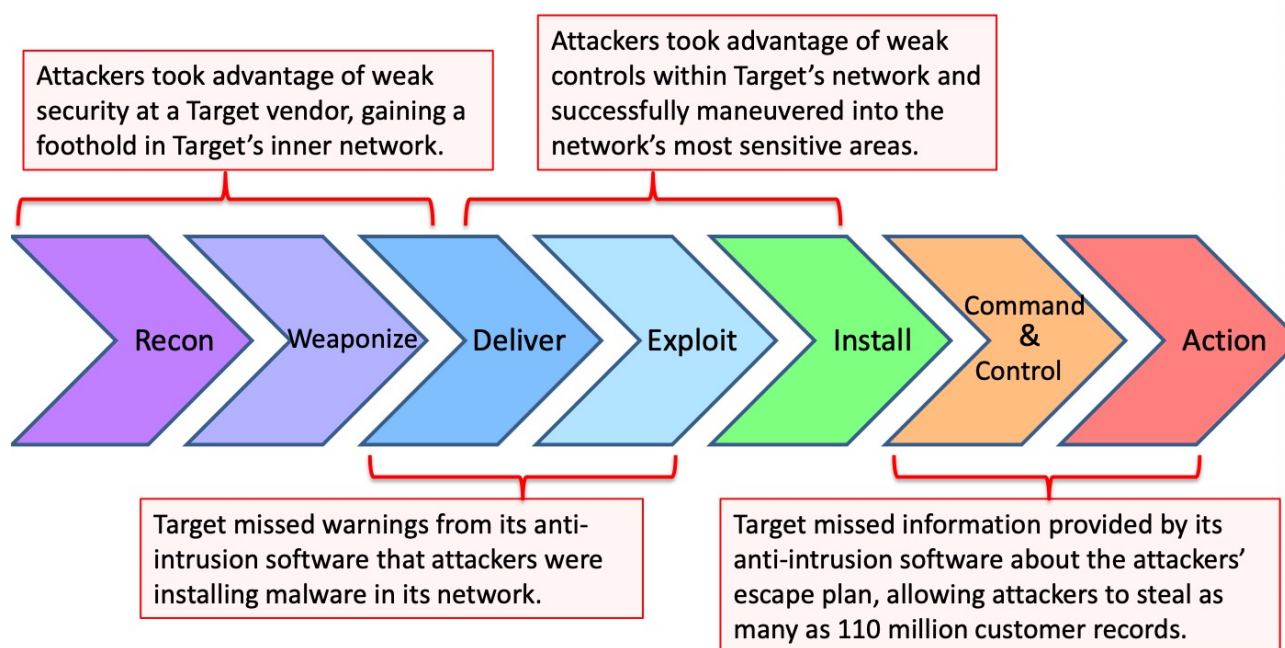 Attackers took advantage of weak
security at a Target vendor, gaining a
foothold in Target's inner network.
Attackers took advantage of weak
controls within Target's network and
successfully maneuvered into the
network's most sensitive areas.
Recon
Weaponize
Deliver
Exploit
Install
Command
&
Control
Action
Target missed warnings from its anti-
intrusion software that attackers were
installing malware in its network.
Target missed information provided by its
anti-intrusion software about the attackers'
escape plan, allowing attackers to steal as
many as 110 million customer records.